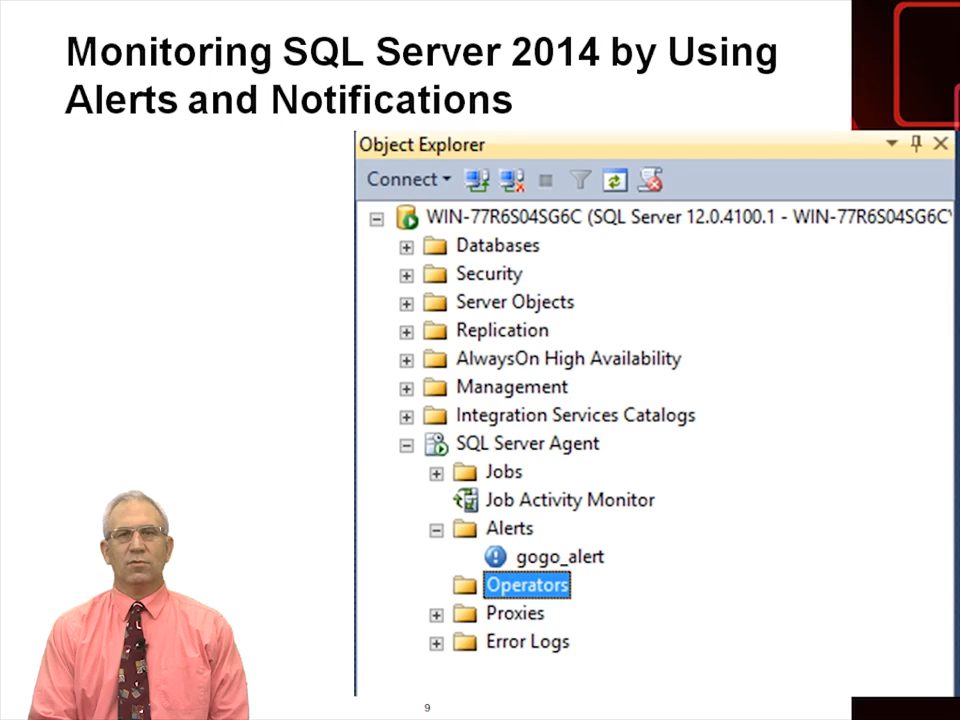 Monitoring SQL Server 2014 by Using
Alerts and Notifications
Object Explorer
Connect
WIN-77R6S04SG6C (SQL Server 12.0.4100.1 - WIN-77R6S04SG6C\
Databases
Security
Server Objects
Replication
AlwaysOn High Availability
Management
Integration Services Catalogs
SQL Server Agent
Jobs
Job Activity Monitor
Alerts
gogo_alert
Operators
Proxies
Error Logs
9